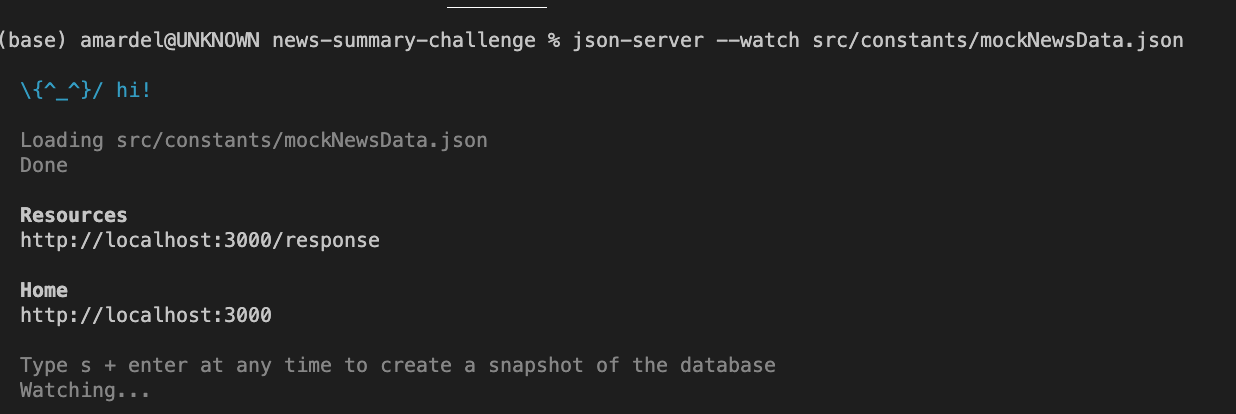 (base) amardel@UNKNOWN news-summary-challenge % json-server --watch src/constants/mockNewsData.json
\{^_^}/ hi!
Loading src/constants/mockNewsData.json
Done
Resources
http://localhost:3000/response
Home
http://localhost:3000
Type s + enter at any time to create a snapshot of the database
Watching...